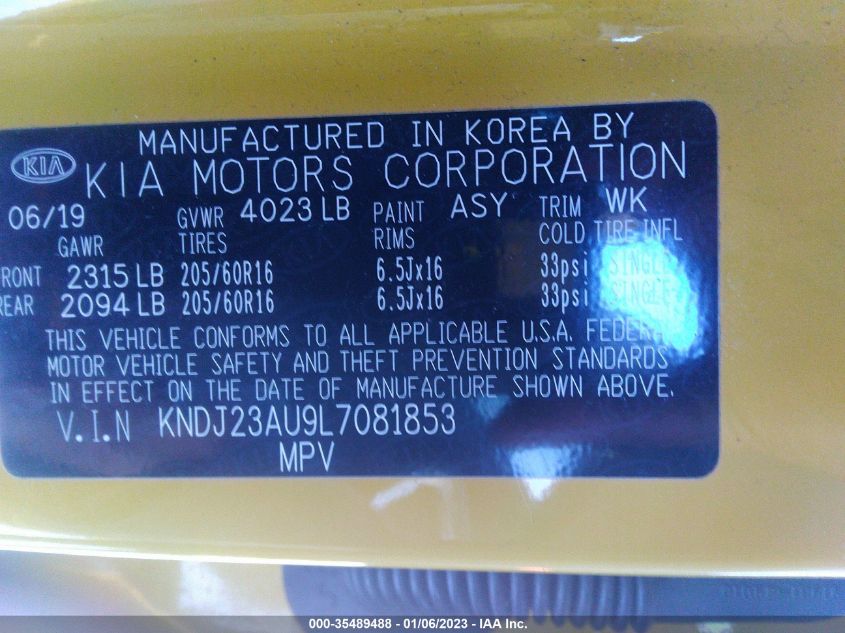 MANUFACTURED IN KOREA BY
KIA KIA MOTORS CORPORATION
06/19 GVWR 4023 LB PAINT ASY TRIM WK
GAWR TIRES RIMS COLD TIRE INFL
FRONT 2315 LB 205/60R16 6.5Jx16 33psi SINGLE
REAR 2094 LB 205/60R16 6.5Jx16 33psi SINGLE
THIS VEHICLE CONFORMS TO ALL APPLICABLE U.S.A. FEDERAL
MOTOR VEHICLE SAFETY AND THEFT PREVENTION STANDARDS
IN EFFECT ON THE DATE OF MANUFACTURE SHOWN ABOVE.
V.I.N KNDJ23AU9L7081853
MPV
000-35489488 - 01/06/2023 - IAA Inc.